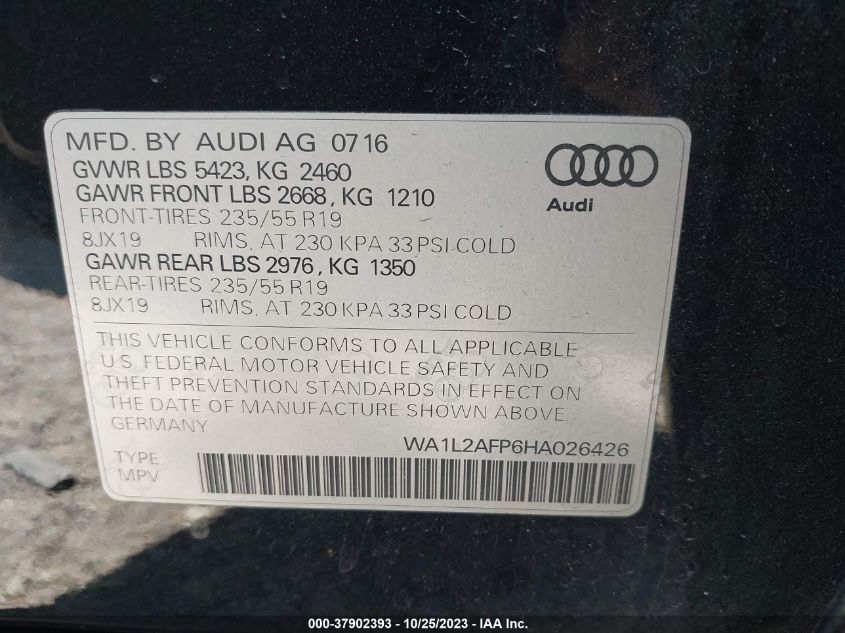 MFD. BY AUDI AG 07 16
GVWR LBS 5423, KG 2460
GAWR FRONT LBS 2668, KG 1210
FRONT-TIRES 235/55 R19
8JX19 RIMS, AT 230 KPA 33 PSI COLD
GAWR REAR LBS 2976, KG 1350
REAR-TIRES 235/55 R19
8JX19 RIMS, AT 230 KPA 33 PSI COLD
Audi
THIS VEHICLE CONFORMS TO ALL APPLICABLE
U.S. FEDERAL MOTOR VEHICLE SAFETY AND
THEFT PREVENTION STANDARDS IN EFFECT ON
THE DATE OF MANUFACTURE SHOWN ABOVE.
GERMANY
WA1L2AFP6HA026426
TYPE
MPV
000-37902393 - 10/25/2023 - IAA Inc.